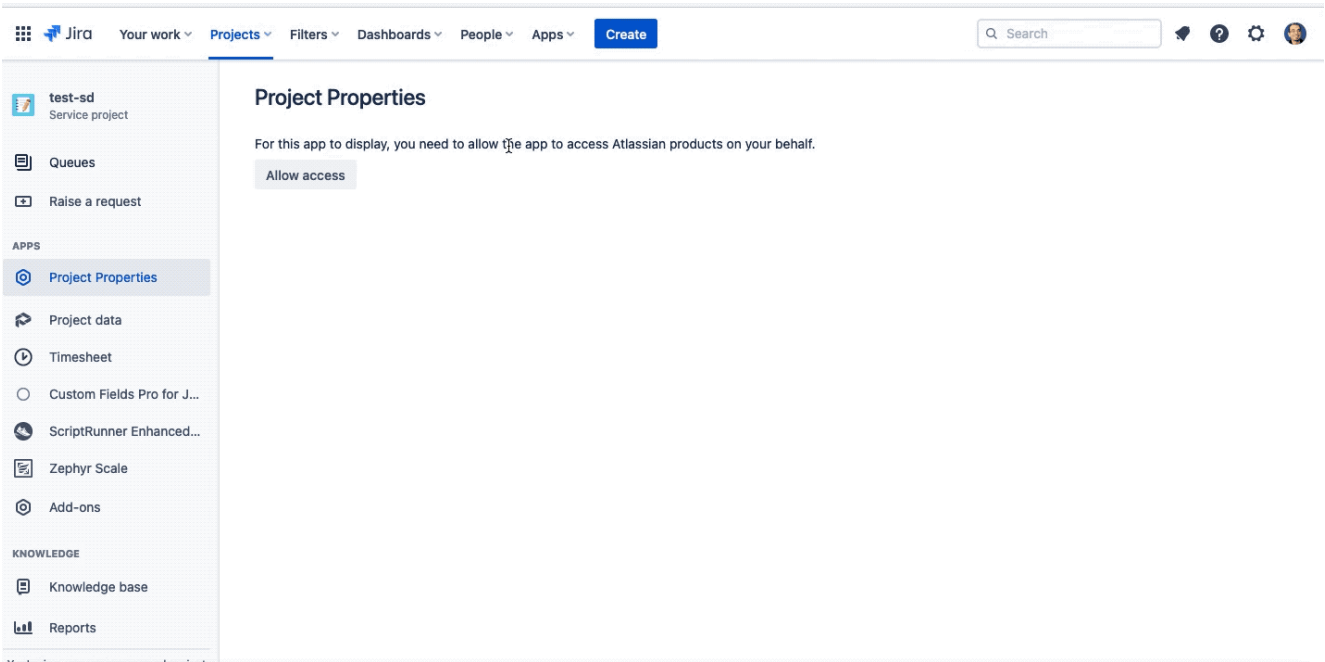 Jira Your work Projects Filters Dashboards People Apps Create Search
test-sd
Service project
Queues
Raise a request
APPS
Project Properties
Project data
Timesheet
Custom Fields Pro for J...
ScriptRunner Enhanced...
Zephyr Scale
Add-ons
KNOWLEDGE
Knowledge base
Reports
Project Properties
For this app to display, you need to allow the app to access Atlassian products on your behalf.
Allow access